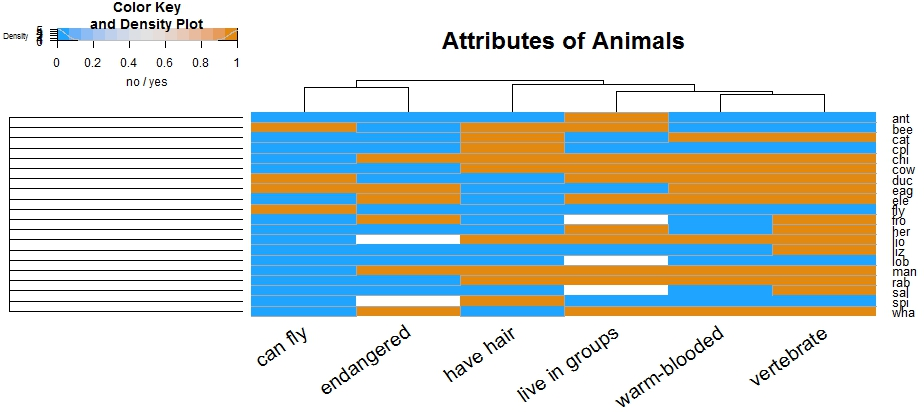 Color Key
and Density Plot
Density
0 0.2 0.4 0.6 0.8 1
no / yes
Attributes of Animals
ant
bee
cat
cpl
chi
cow
duc
eag
ele
fly
fro
her
lio
liz
lob
man
rab
sal
spi
wha
can fly
endangered
have hair
live in groups
warm-blooded
vertebrate